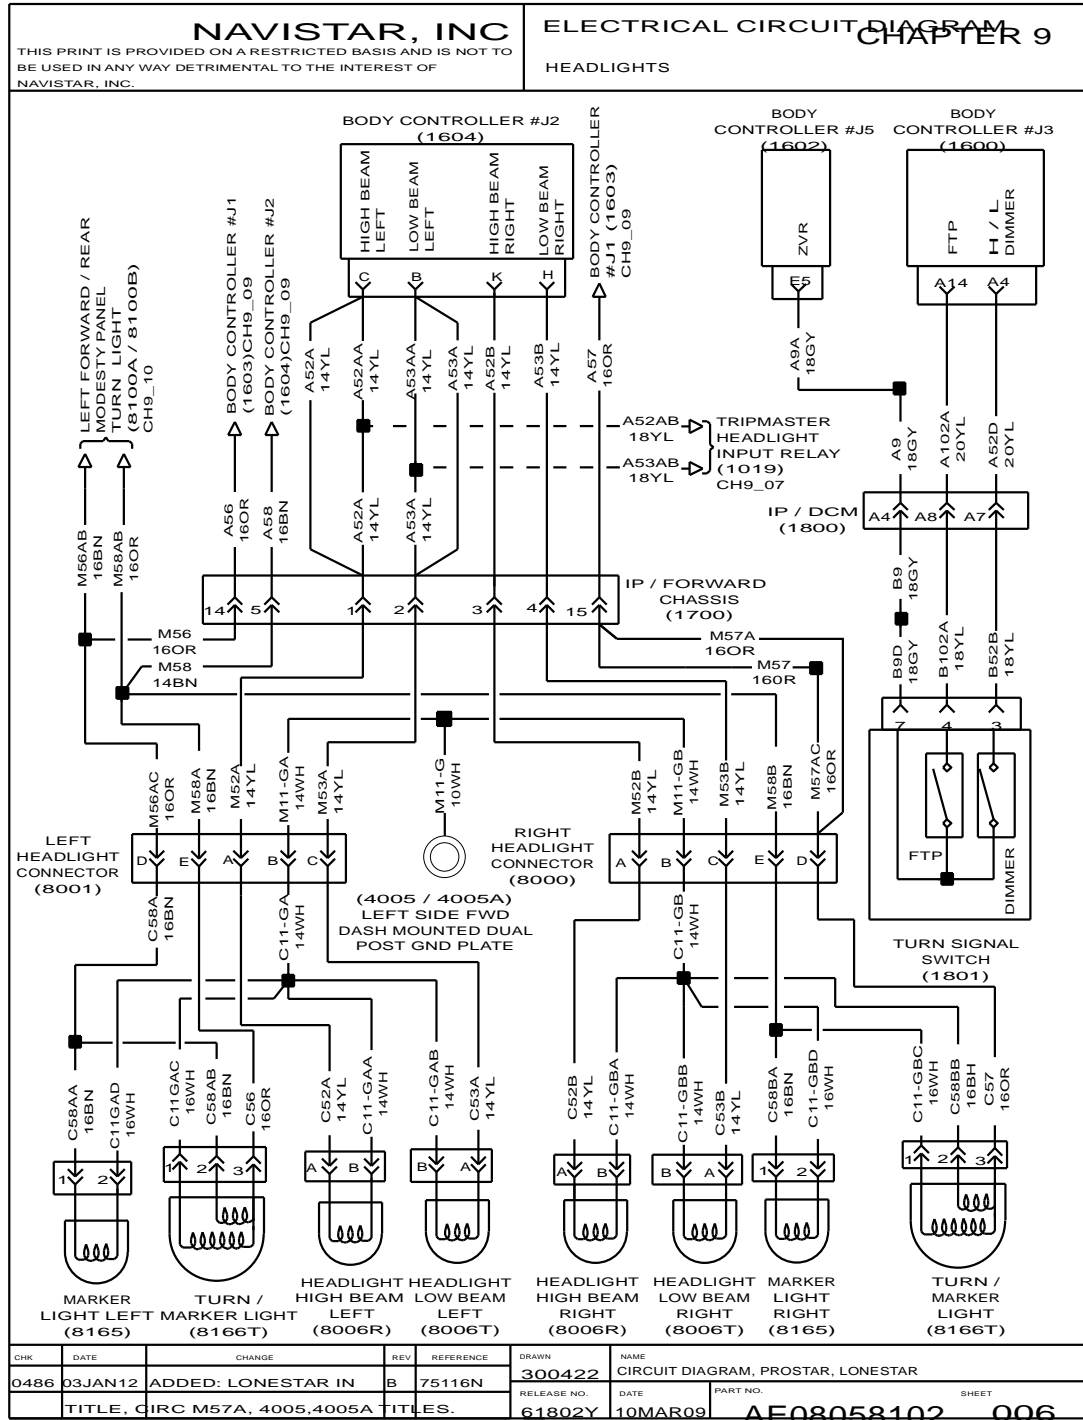 NAVISTAR, INC
THIS PRINT IS PROVIDED ON A RESTRICTED BASIS AND IS NOT TO
BE USED IN ANY WAY DETRIMENTAL TO THE INTEREST OF
NAVISTAR, INC.
ELECTRICAL CIRCUIT DIAGRAM
CHAPTER 9
HEADLIGHTS
BODY CONTROLLER #J2
(1604)
HIGH BEAM
LEFT
LOW BEAM
LEFT
HIGH BEAM
RIGHT
LOW BEAM
RIGHT
C
B
K
H
BODY CONTROLLER
#J1 (1603)
CH9_09
BODY
CONTROLLER #J5
(1602)
ZVR
E5
BODY
CONTROLLER #J3
(1600)
FTP
H / L
DIMMER
A14
A4
LEFT FORWARD / REAR
MODESTY PANEL
TURN LIGHT
(8100A / 8100B)
CH9_10
BODY CONTROLLER #J1
(1603)CH9_09
BODY CONTROLLER #J2
(1604)CH9_09
A52A
14YL
A52AA
14YL
A53AA
14YL
A53A
14YL
A52B
14YL
A53B
14YL
A57
16OR
A9A
18GY
A52AB
18YL
A53AB
18YL
TRIPMASTER
HEADLIGHT
INPUT RELAY
(1019)
CH9_07
A9
18GY
A102A
20YL
A52D
20YL
M56AB
16BN
M58AB
16OR
A56
16OR
A58
16BN
A52A
14YL
A53A
14YL
IP / DCM
(1800)
A4
A8
A7
IP / FORWARD
CHASSIS
(1700)
14
5
1
2
3
4
15
B9
18GY
M56
16OR
M58
14BN
M57A
16OR
M57
160R
B9D
18GY
B102A
18YL
B52B
18YL
7
4
3
FTP
DIMMER
TURN SIGNAL
SWITCH
(1801)
M56AC
16OR
M58A
16BN
M52A
14YL
M11-GA
14WH
M53A
14YL
M11-G
10WH
M52B
14YL
M11-GB
14WH
M53B
14YL
M58B
16BN
M57AC
16OR
LEFT
HEADLIGHT
CONNECTOR
(8001)
D
E
A
B
C
(4005 / 4005A)
LEFT SIDE FWD
DASH MOUNTED DUAL
POST GND PLATE
RIGHT
HEADLIGHT
CONNECTOR
(8000)
A
B
C
E
D
C58A
16BN
C11-GA
14WH
C11-GB
14WH
C58AA
16BN
C11GAD
16WH
C11GAC
16WH
C58AB
16BN
C56
16OR
C52A
14YL
C11-GAA
14WH
C11-GAB
14WH
C53A
14YL
C52B
14YL
C11-GBA
14WH
C11-GBB
14WH
C53B
14YL
C58BA
16BN
C11-GBD
16WH
C11-GBC
16WH
C58BB
16BH
C57
16OR
1
2
1
2
3
A
B
B
A
A
B
B
A
1
2
1
2
3
MARKER
LIGHT LEFT
(8165)
TURN /
MARKER LIGHT
(8166T)
HEADLIGHT
HIGH BEAM
LEFT
(8006R)
HEADLIGHT
LOW BEAM
LEFT
(8006T)
HEADLIGHT
HIGH BEAM
RIGHT
(8006R)
HEADLIGHT
LOW BEAM
RIGHT
(8006T)
MARKER
LIGHT
RIGHT
(8165)
TURN /
MARKER
LIGHT
(8166T)
CHK DATE CHANGE REV REFERENCE
0486 03JAN12 ADDED: LONESTAR IN B 75116N
TITLE, CIRC M57A, 4005,4005A TITLES.
DRAWN
300422
NAME
CIRCUIT DIAGRAM, PROSTAR, LONESTAR
RELEASE NO.
61802Y
DATE
10MAR09
PART NO.
AE08058102
SHEET
006